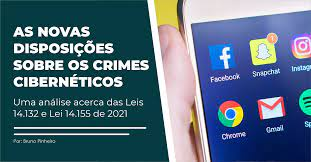 AS NOVAS
DISPOSIÇÕES
SOBRE OS CRIMES
CIBERNÉTICOS
Uma análise acerca das Leis
14.132 e Lei 14.155 de 2021
Por: Bruno Pinheiro
Facebook
Snapchat
Chrome
Gmail